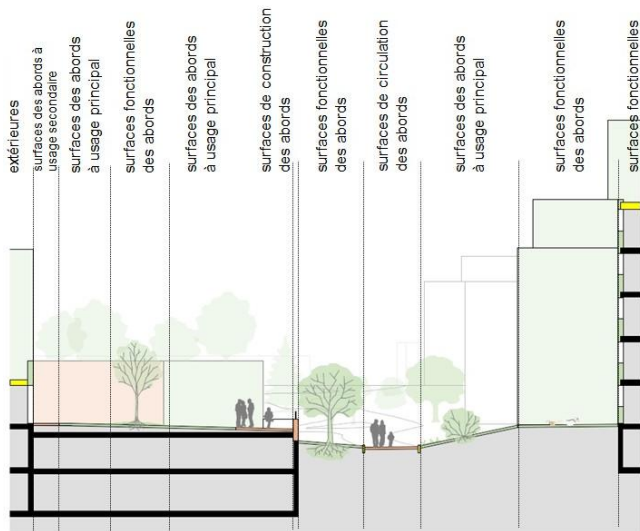 extérieures
surfaces des abords à
usage secondaire
surfaces des abords
à usage principal
surfaces fonctionnelles
des abords
surfaces des abords
à usage principal
surfaces de construction
des abords
surfaces fonctionnelles
des abords
surfaces de circulation
des abords
surfaces des abords
à usage principal
surfaces fonctionnelles
des abords
surfaces fonctionnelles